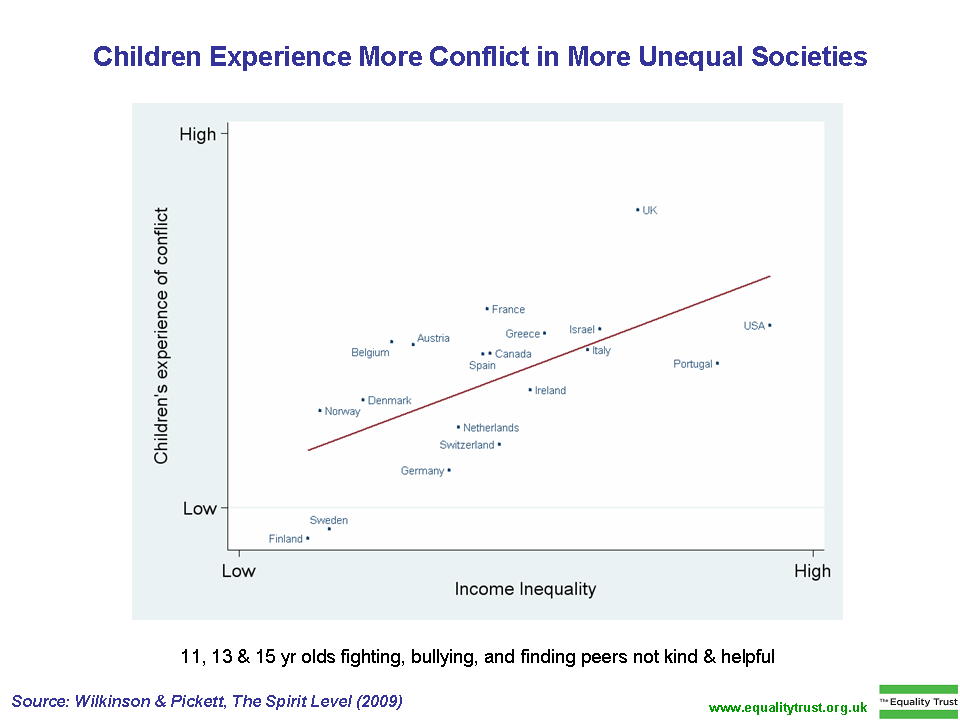 Children Experience More Conflict in More Unequal Societies
High
Children's experience of conflict
UK
France
USA
Israel
Greece
Austria
Belgium
Italy
Canada
Spain
Portugal
Ireland
Denmark
Norway
Netherlands
Switzerland
Germany
Low
Sweden
Finland
Low
High
Income Inequality
11, 13 & 15 yr olds fighting, bullying, and finding peers not kind & helpful
Source: Wilkinson & Pickett, The Spirit Level (2009)
www.equalitytrust.org.uk
The Equality Trust